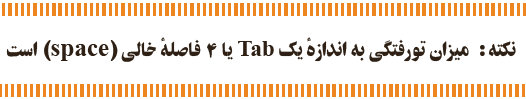 نکته : میزان تورفتگی به اندازهٔ یک Tab یا ۴ فاصلهٔ خالی (space) است